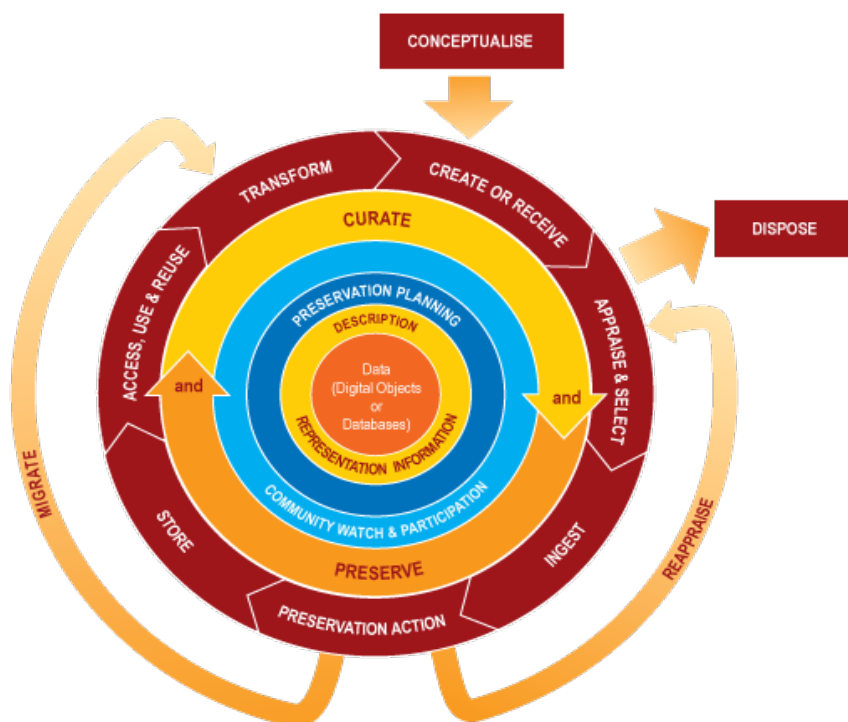 CONCEPTUALISE
DISPOSE
TRANSFORM
CREATE OR RECEIVE
APPRAISE & SELECT
INGEST
PRESERVATION ACTION
STORE
ACCESS, USE & REUSE
MIGRATE
REAPPRAISE
CURATE
and
PRESERVE
and
COMMUNITY WATCH & PARTICIPATION
PRESERVATION PLANNING
DESCRIPTION
REPRESENTATION INFORMATION
Data
(Digital Objects
or
Databases)